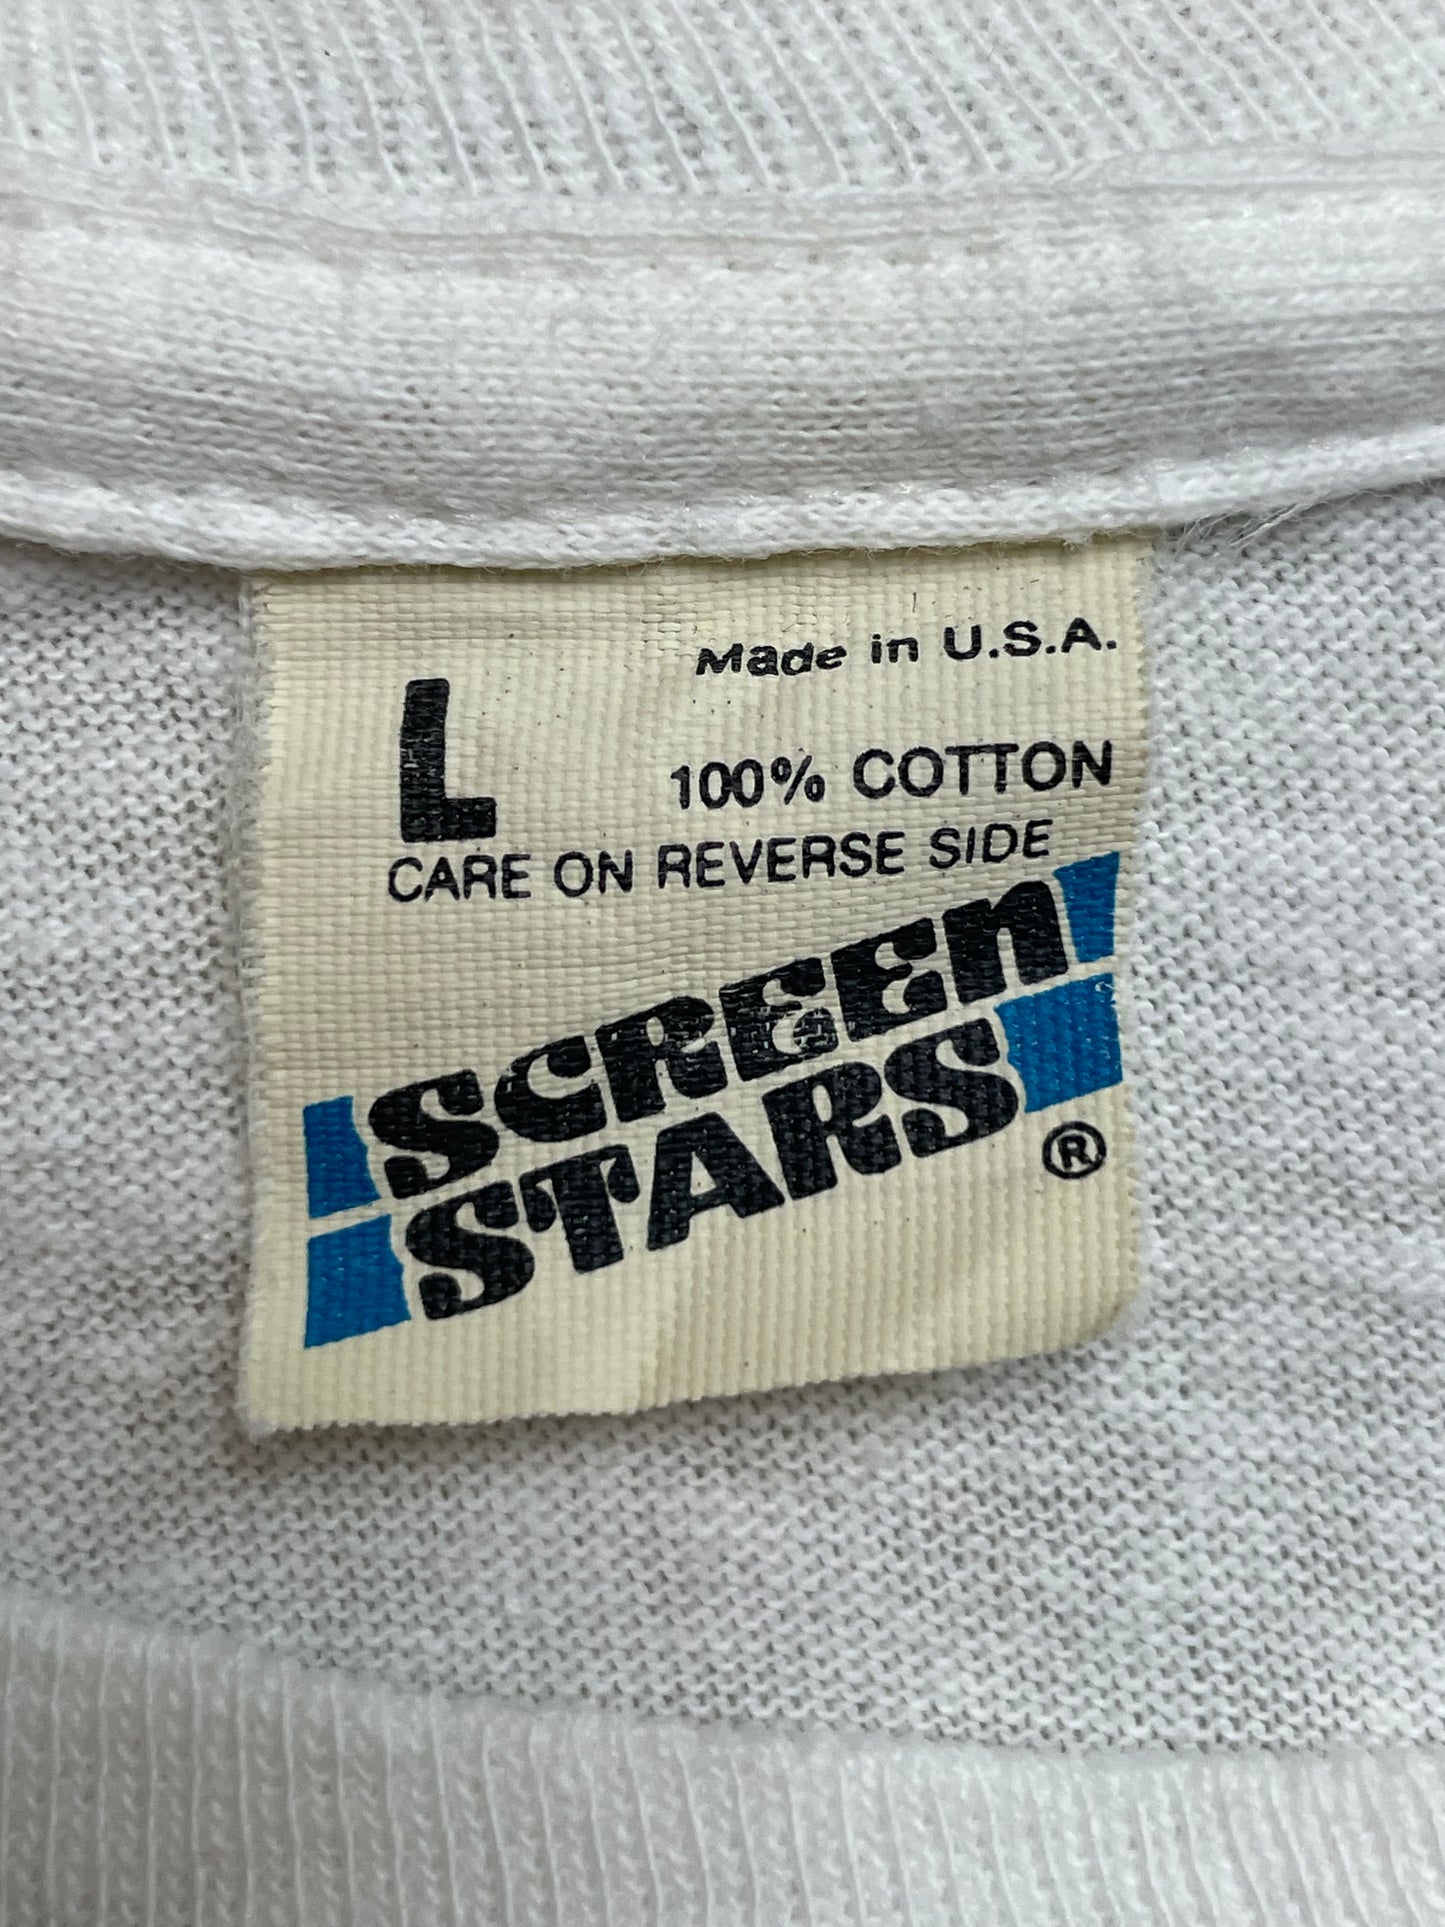 Made in U.S.A.
L
100% COTTON
CARE ON REVERSE SIDE
SCREEN
STARS
®